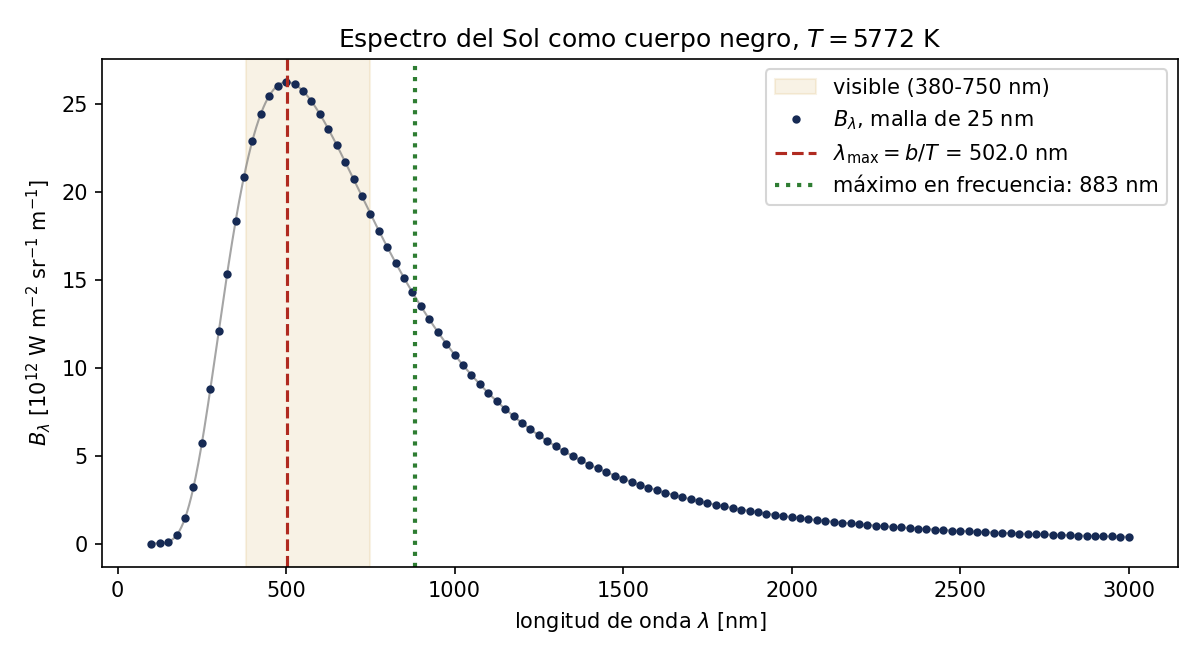 Espectro del Sol como cuerpo negro, T = 5772 K
visible (380-750 nm)
B_λ, malla de 25 nm
λ_max = b/T = 502.0 nm
máximo en frecuencia: 883 nm
B_λ [10^12 W m^−2 sr^−1 m^−1]
25
20
15
10
5
0
0 500 1000 1500 2000 2500 3000
longitud de onda λ [nm]